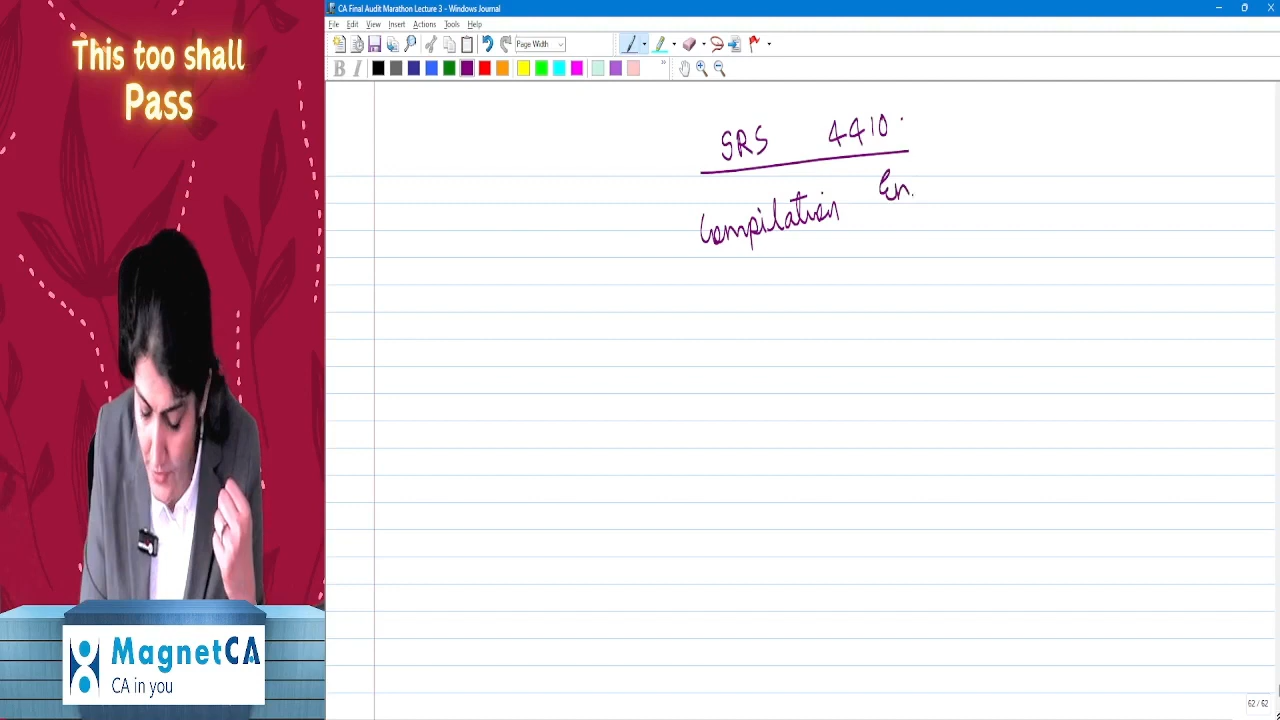 CA Final Audit Marathon Lecture 3 - Windows Journal
File Edit View Insert Actions Tools Help
Page Width
B I
This too shall
Pass
SRS 4410.
Compilation En.
MagnetCA
CA in you
62 / 62